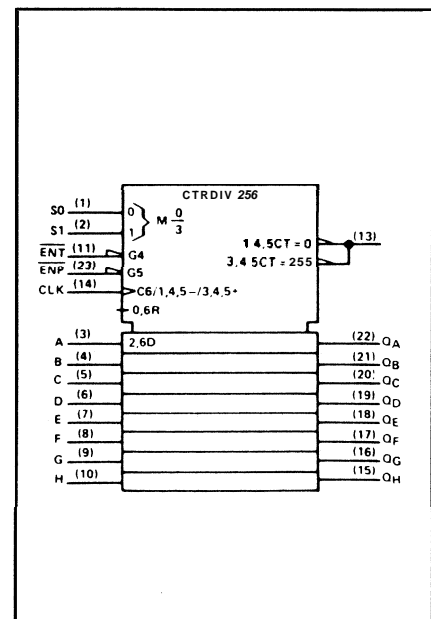 CTRDIV 256
S0 (1) 0
S1 (2) 1
M 0/3
1 4,5CT = 0 (13)
3,4 5CT = 255
ENT (11) G4
ENP (23) G5
CLK (14) C6/1,4,5−/3,4,5+
0,6R
A (3) 2,6D (22) QA
B (4) (21) QB
C (5) (20) QC
D (6) (19) QD
E (7) (18) QE
F (8) (17) QF
G (9) (16) QG
H (10) (15) QH